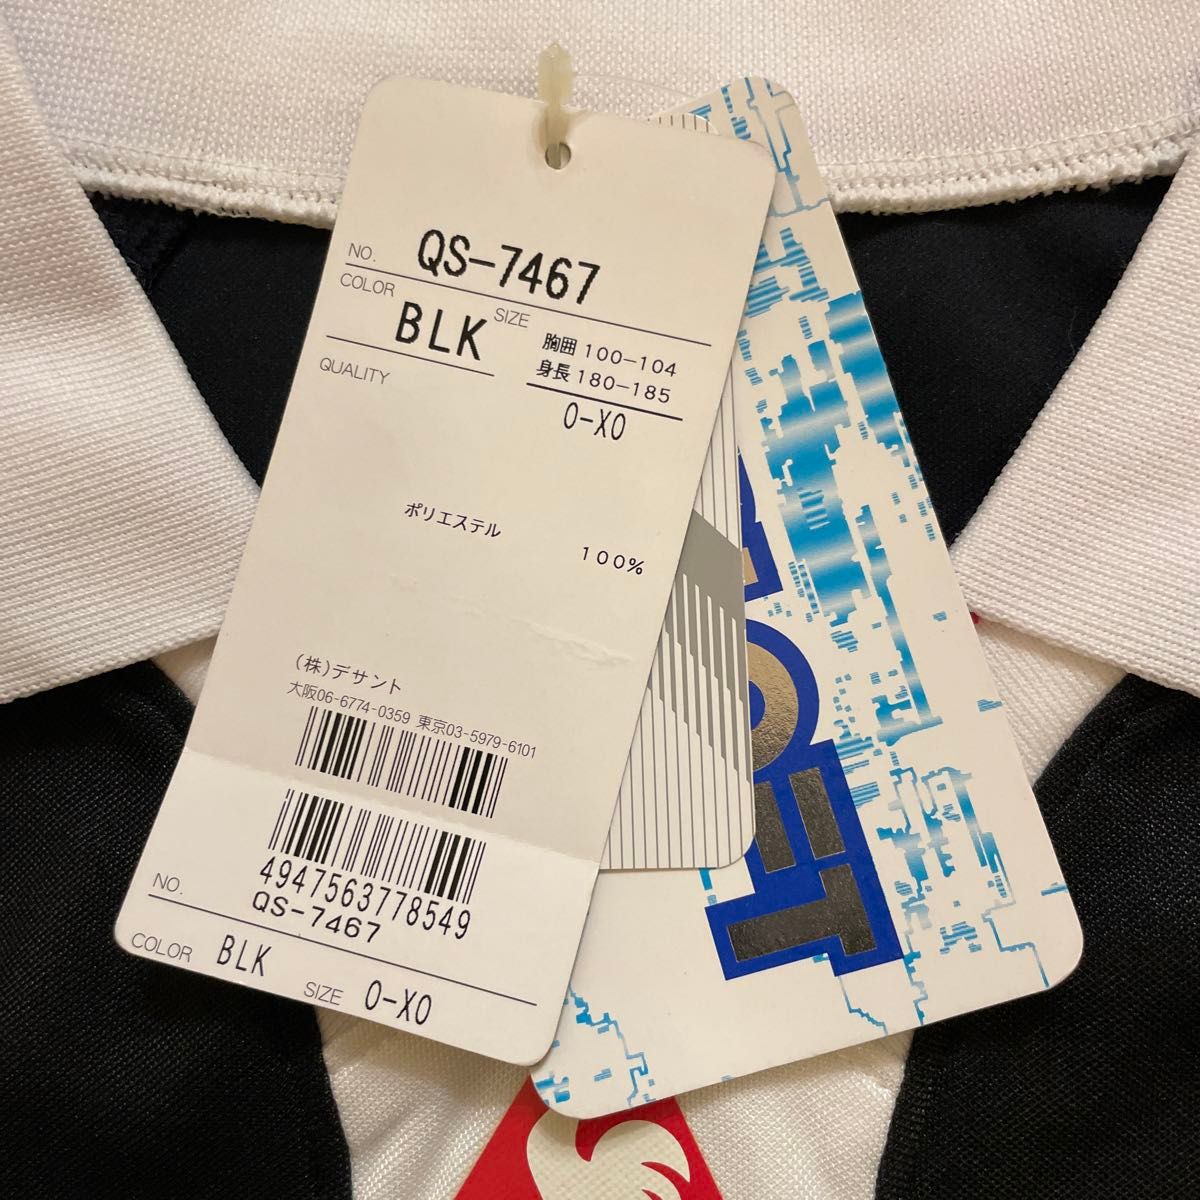 NO. QS-7467
COLOR BLK
SIZE 胸囲 100-104
身長 180-185
0-XO
QUALITY
ポリエステル 100%
(株)デサント
大阪06-6774-0359 東京03-5979-6101
4947563778549
QS-7467
NO.
COLOR BLK
SIZE 0-XO